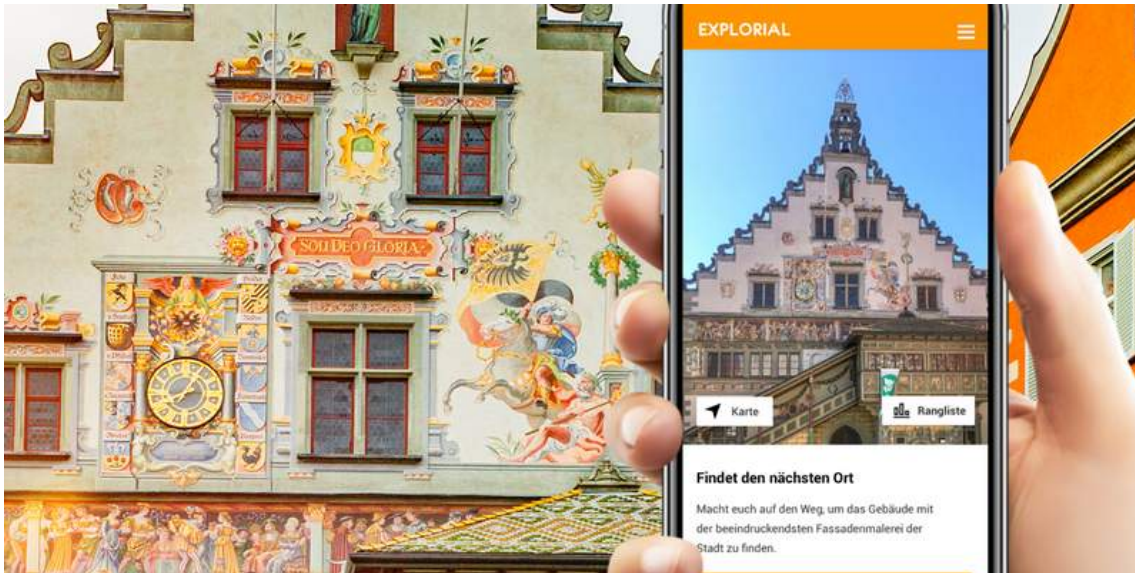 SOLI DEO GLORIA
EXPLORIAL
Karte
Rangliste
Findet den nächsten Ort
Macht euch auf den Weg, um das Gebäude mit
der beeindruckendsten Fassadenmalerei der
Stadt zu finden.